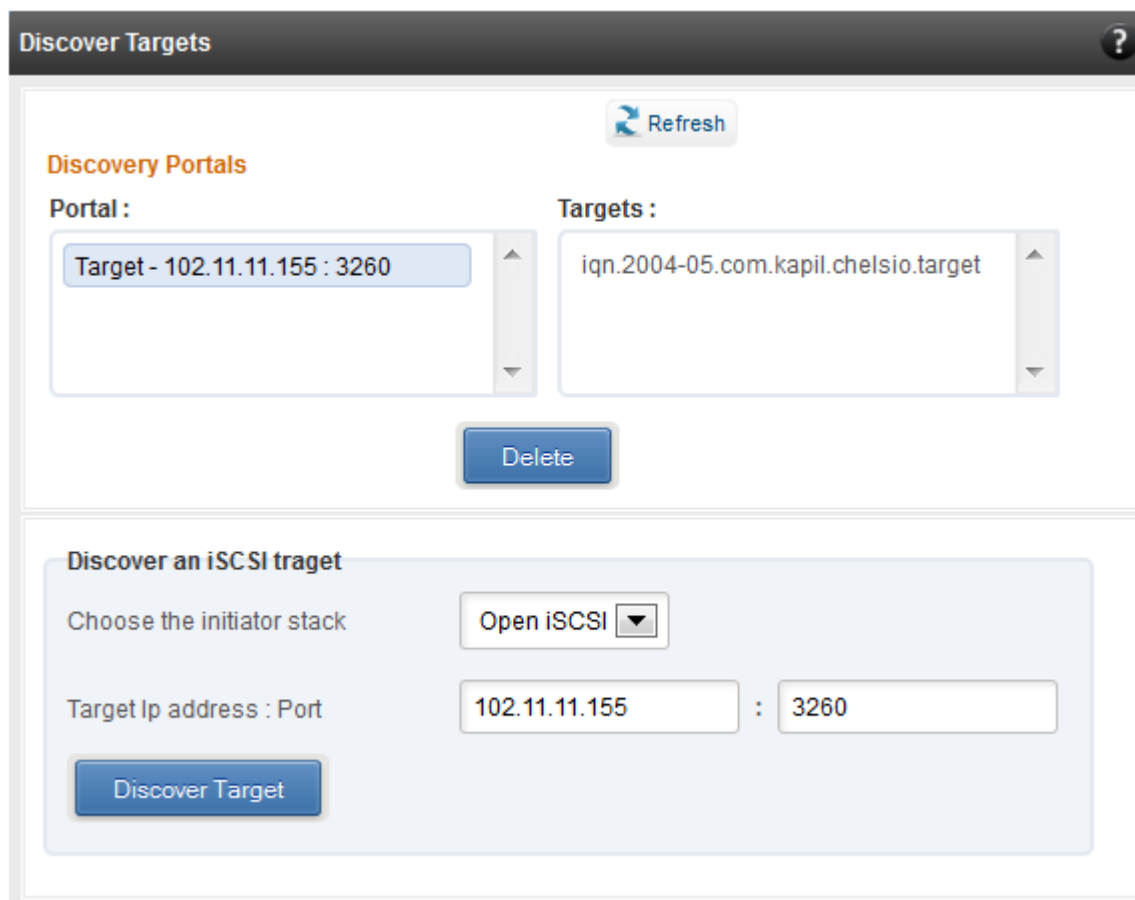 Discover Targets
?
Refresh
Discovery Portals
Portal :
Targets :
Target - 102.11.11.155 : 3260
iqn.2004-05.com.kapil.chelsio.target
Delete
Discover an iSCSI traget
Choose the initiator stack
Open iSCSI
Target Ip address : Port
102.11.11.155 : 3260
Discover Target